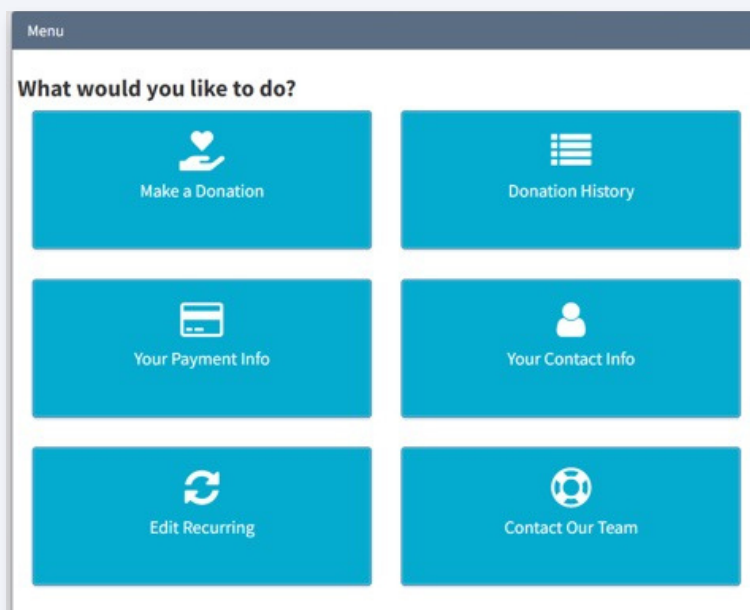 Menu
What would you like to do?
Make a Donation
Donation History
Your Payment Info
Your Contact Info
Edit Recurring
Contact Our Team